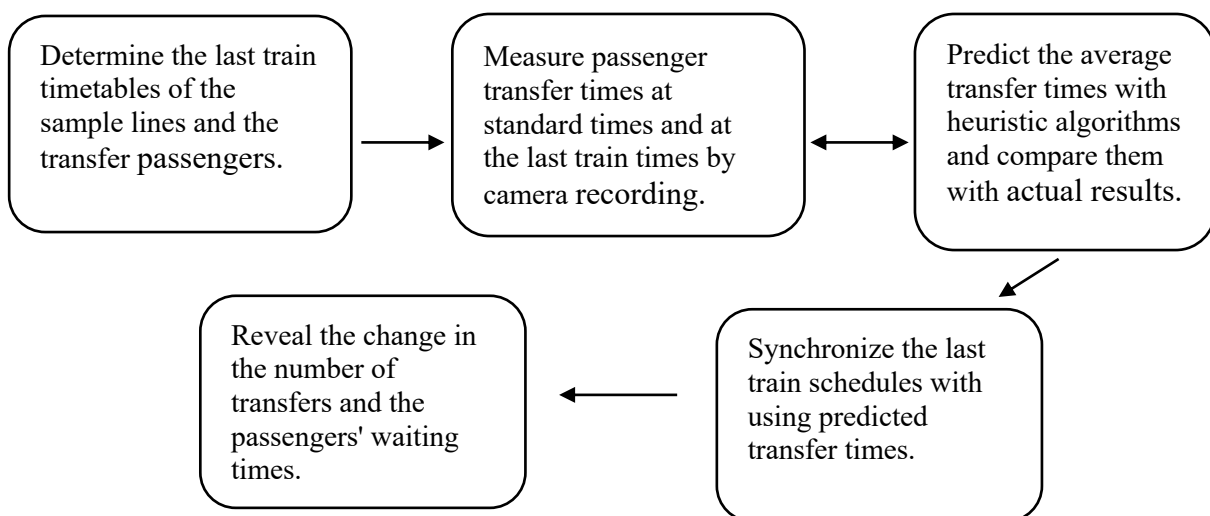 Determine the last train
timetables of the
sample lines and the
transfer passengers.
Measure passenger
transfer times at
standard times and at
the last train times by
camera recording.
Predict the average
transfer times with
heuristic algorithms
and compare them
with actual results.
Synchronize the last
train schedules with
using predicted
transfer times.
Reveal the change in
the number of
transfers and the
passengers' waiting
times.